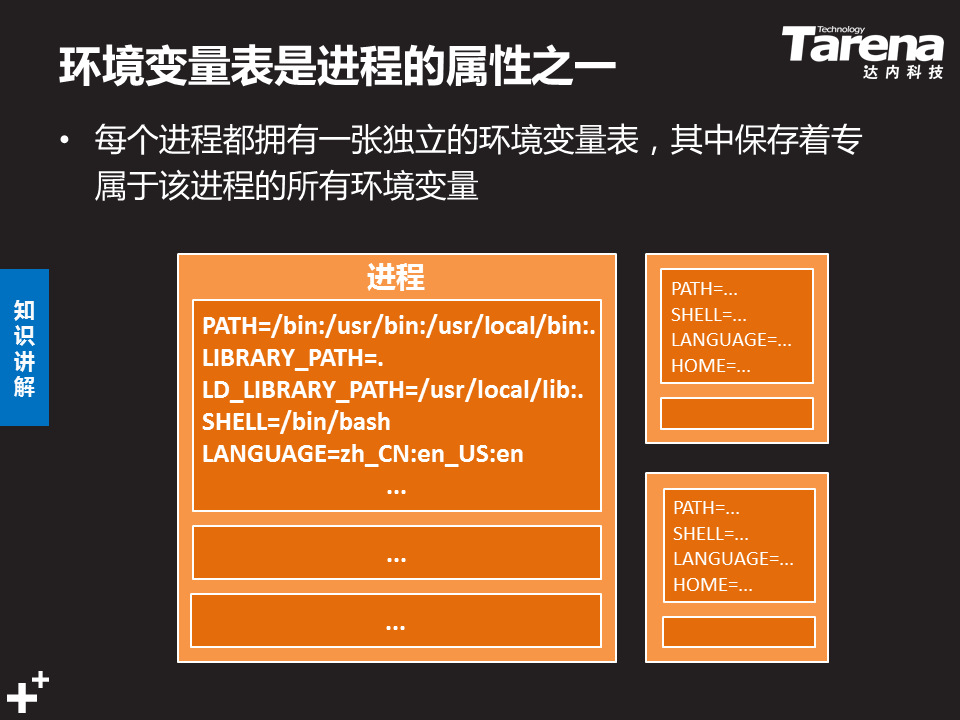 环境变量表是进程的属性之一
Technology
Tarena
达内科技
• 每个进程都拥有一张独立的环境变量表，其中保存着专
属于该进程的所有环境变量
知识讲解
进程
PATH=/bin:/usr/bin:/usr/local/bin:.
LIBRARY_PATH=.
LD_LIBRARY_PATH=/usr/local/lib:.
SHELL=/bin/bash
LANGUAGE=zh_CN:en_US:en
...
...
...
PATH=...
SHELL=...
LANGUAGE=...
HOME=...
PATH=...
SHELL=...
LANGUAGE=...
HOME=...